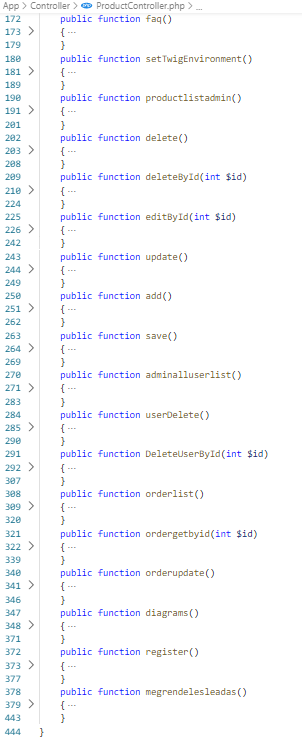 App > Controller > ProductController.php > ...
172 public function faq()
173 > { ...
179 }
180 public function setTwigEnvironment()
181 > { ...
189 }
190 public function productlistadmin()
191 > { ...
201 }
202 public function delete()
203 > { ...
208 }
209 public function deleteById(int $id)
210 > { ...
224 }
225 public function editById(int $id)
226 > { ...
242 }
243 public function update()
244 > { ...
249 }
250 public function add()
251 > { ...
262 }
263 public function save()
264 > { ...
269 }
270 public function adminalluserlist()
271 > { ...
283 }
284 public function userDelete()
285 > { ...
290 }
291 public function DeleteUserById(int $id)
292 > { ...
307 }
308 public function orderlist()
309 > { ...
320 }
321 public function ordergetbyid(int $id)
322 > { ...
339 }
340 public function orderupdate()
341 > { ...
346 }
347 public function diagrams()
348 > { ...
371 }
372 public function register()
373 > { ...
377 }
378 public function megrendelesleadas()
379 > { ...
443 }
444 }